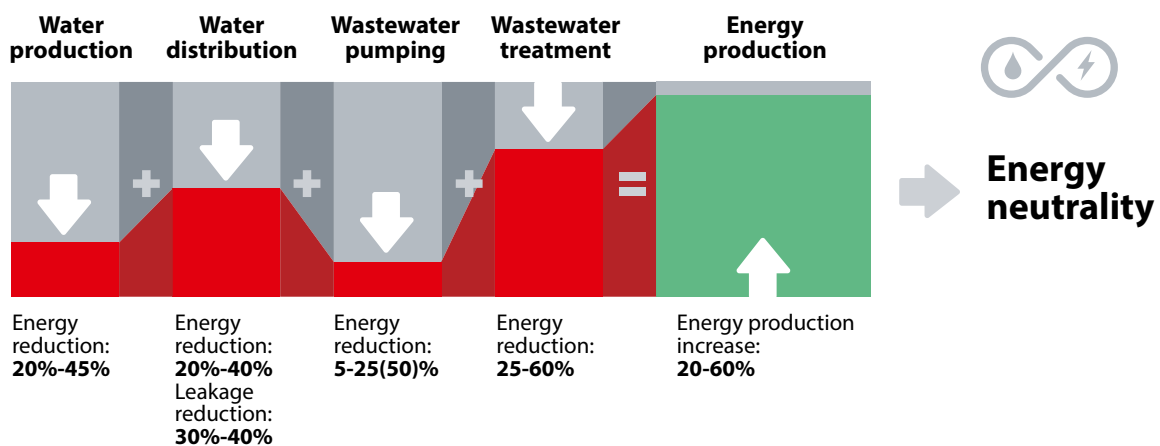 Water
production
Water
distribution
Wastewater
pumping
Wastewater
treatment
Energy
production
+
+
+
=
Energy
neutrality
Energy
reduction:
20%-45%
Energy
reduction:
20%-40%
Leakage
reduction:
30%-40%
Energy
reduction:
5-25(50)%
Energy
reduction:
25-60%
Energy production
increase:
20-60%